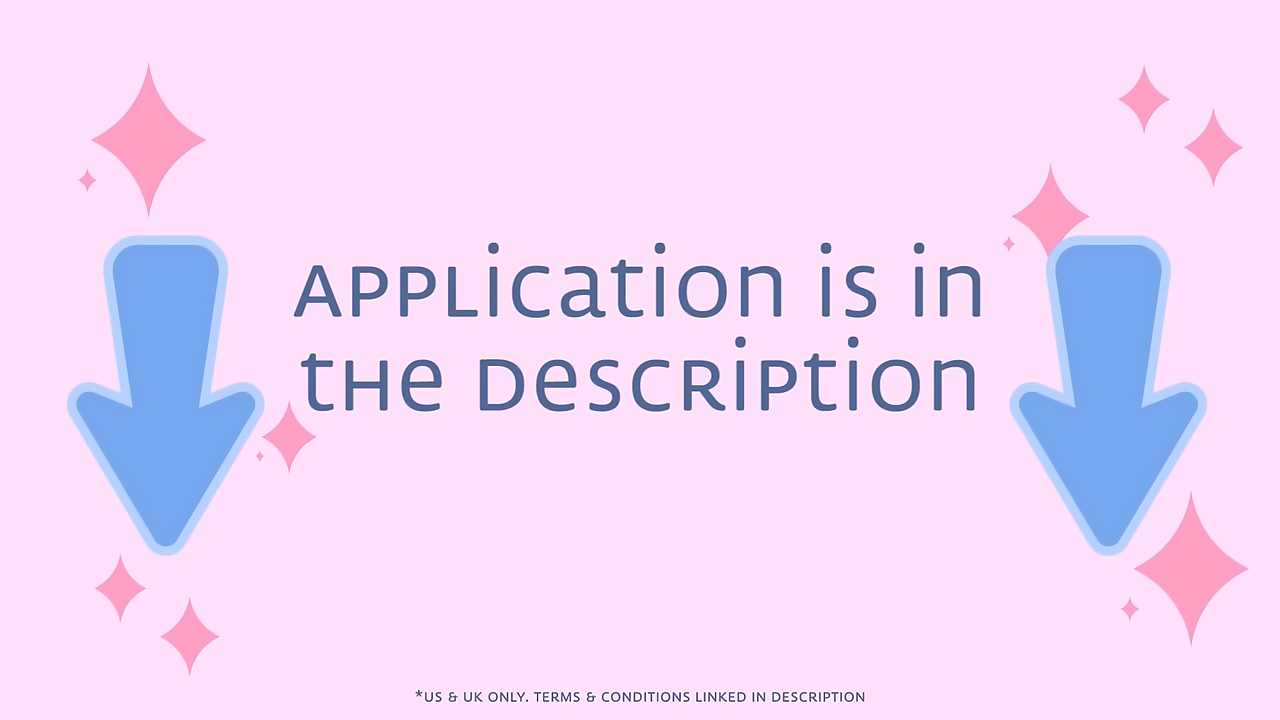 Application is in
the Description
*US & UK ONLY. TERMS & CONDITIONS LINKED IN DESCRIPTION